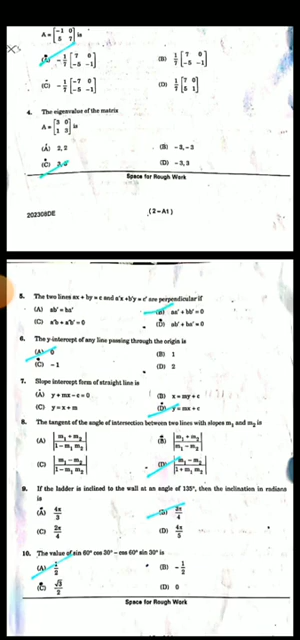 A = [-1 0 5 7] is
(A) -1/7 [7 0 -5 -1] (B) 1/7 [7 0 -5 -1]
(C) -1/7 [-7 0 -5 -1] (D) 1/7 [7 0 5 1]
4. The eigenvalue of the matrix
A = [3 0 1 3] is
(A) 2, 2 (B) -3, -3
(C) 3, 3 (D) -3, 3
Space for Rough Work
202308DE (2-A1)
5. The two lines ax + by = c and a'x + b'y = c' are perpendicular if
(A) ab' = ba' (B) aa' + bb' = 0
(C) a'b + a'b' = 0 (D) ab' + ba' = 0
6. The y-intercept of any line passing through the origin is
(A) 0 (B) 1
(C) -1 (D) 2
7. Slope intercept form of straight line is
(A) y + mx - c = 0 (B) x = my + c
(C) y = x + m (D) y = mx + c
8. The tangent of the angle of intersection between two lines with slopes m₁ and m₂ is
(A) |m₁ + m₂ / 1 - m₁ m₂| (B) |m₁ + m₂ / m₁ - m₂|
(C) |m₁ - m₂ / 1 - m₁ m₂| (D) |m₁ - m₂ / 1 + m₁ m₂|
9. If the ladder is inclined to the wall at an angle of 135°, then the inclination in radians
is
(A) 4π/3 (B) 3π/4
(C) 2π/4 (D) 4π/5
10. The value of sin 60° cos 30° - cos 60° sin 30° is
(A) 1/2 (B) -1/2
(C) √3/2 (D) 0
Space for Rough Work